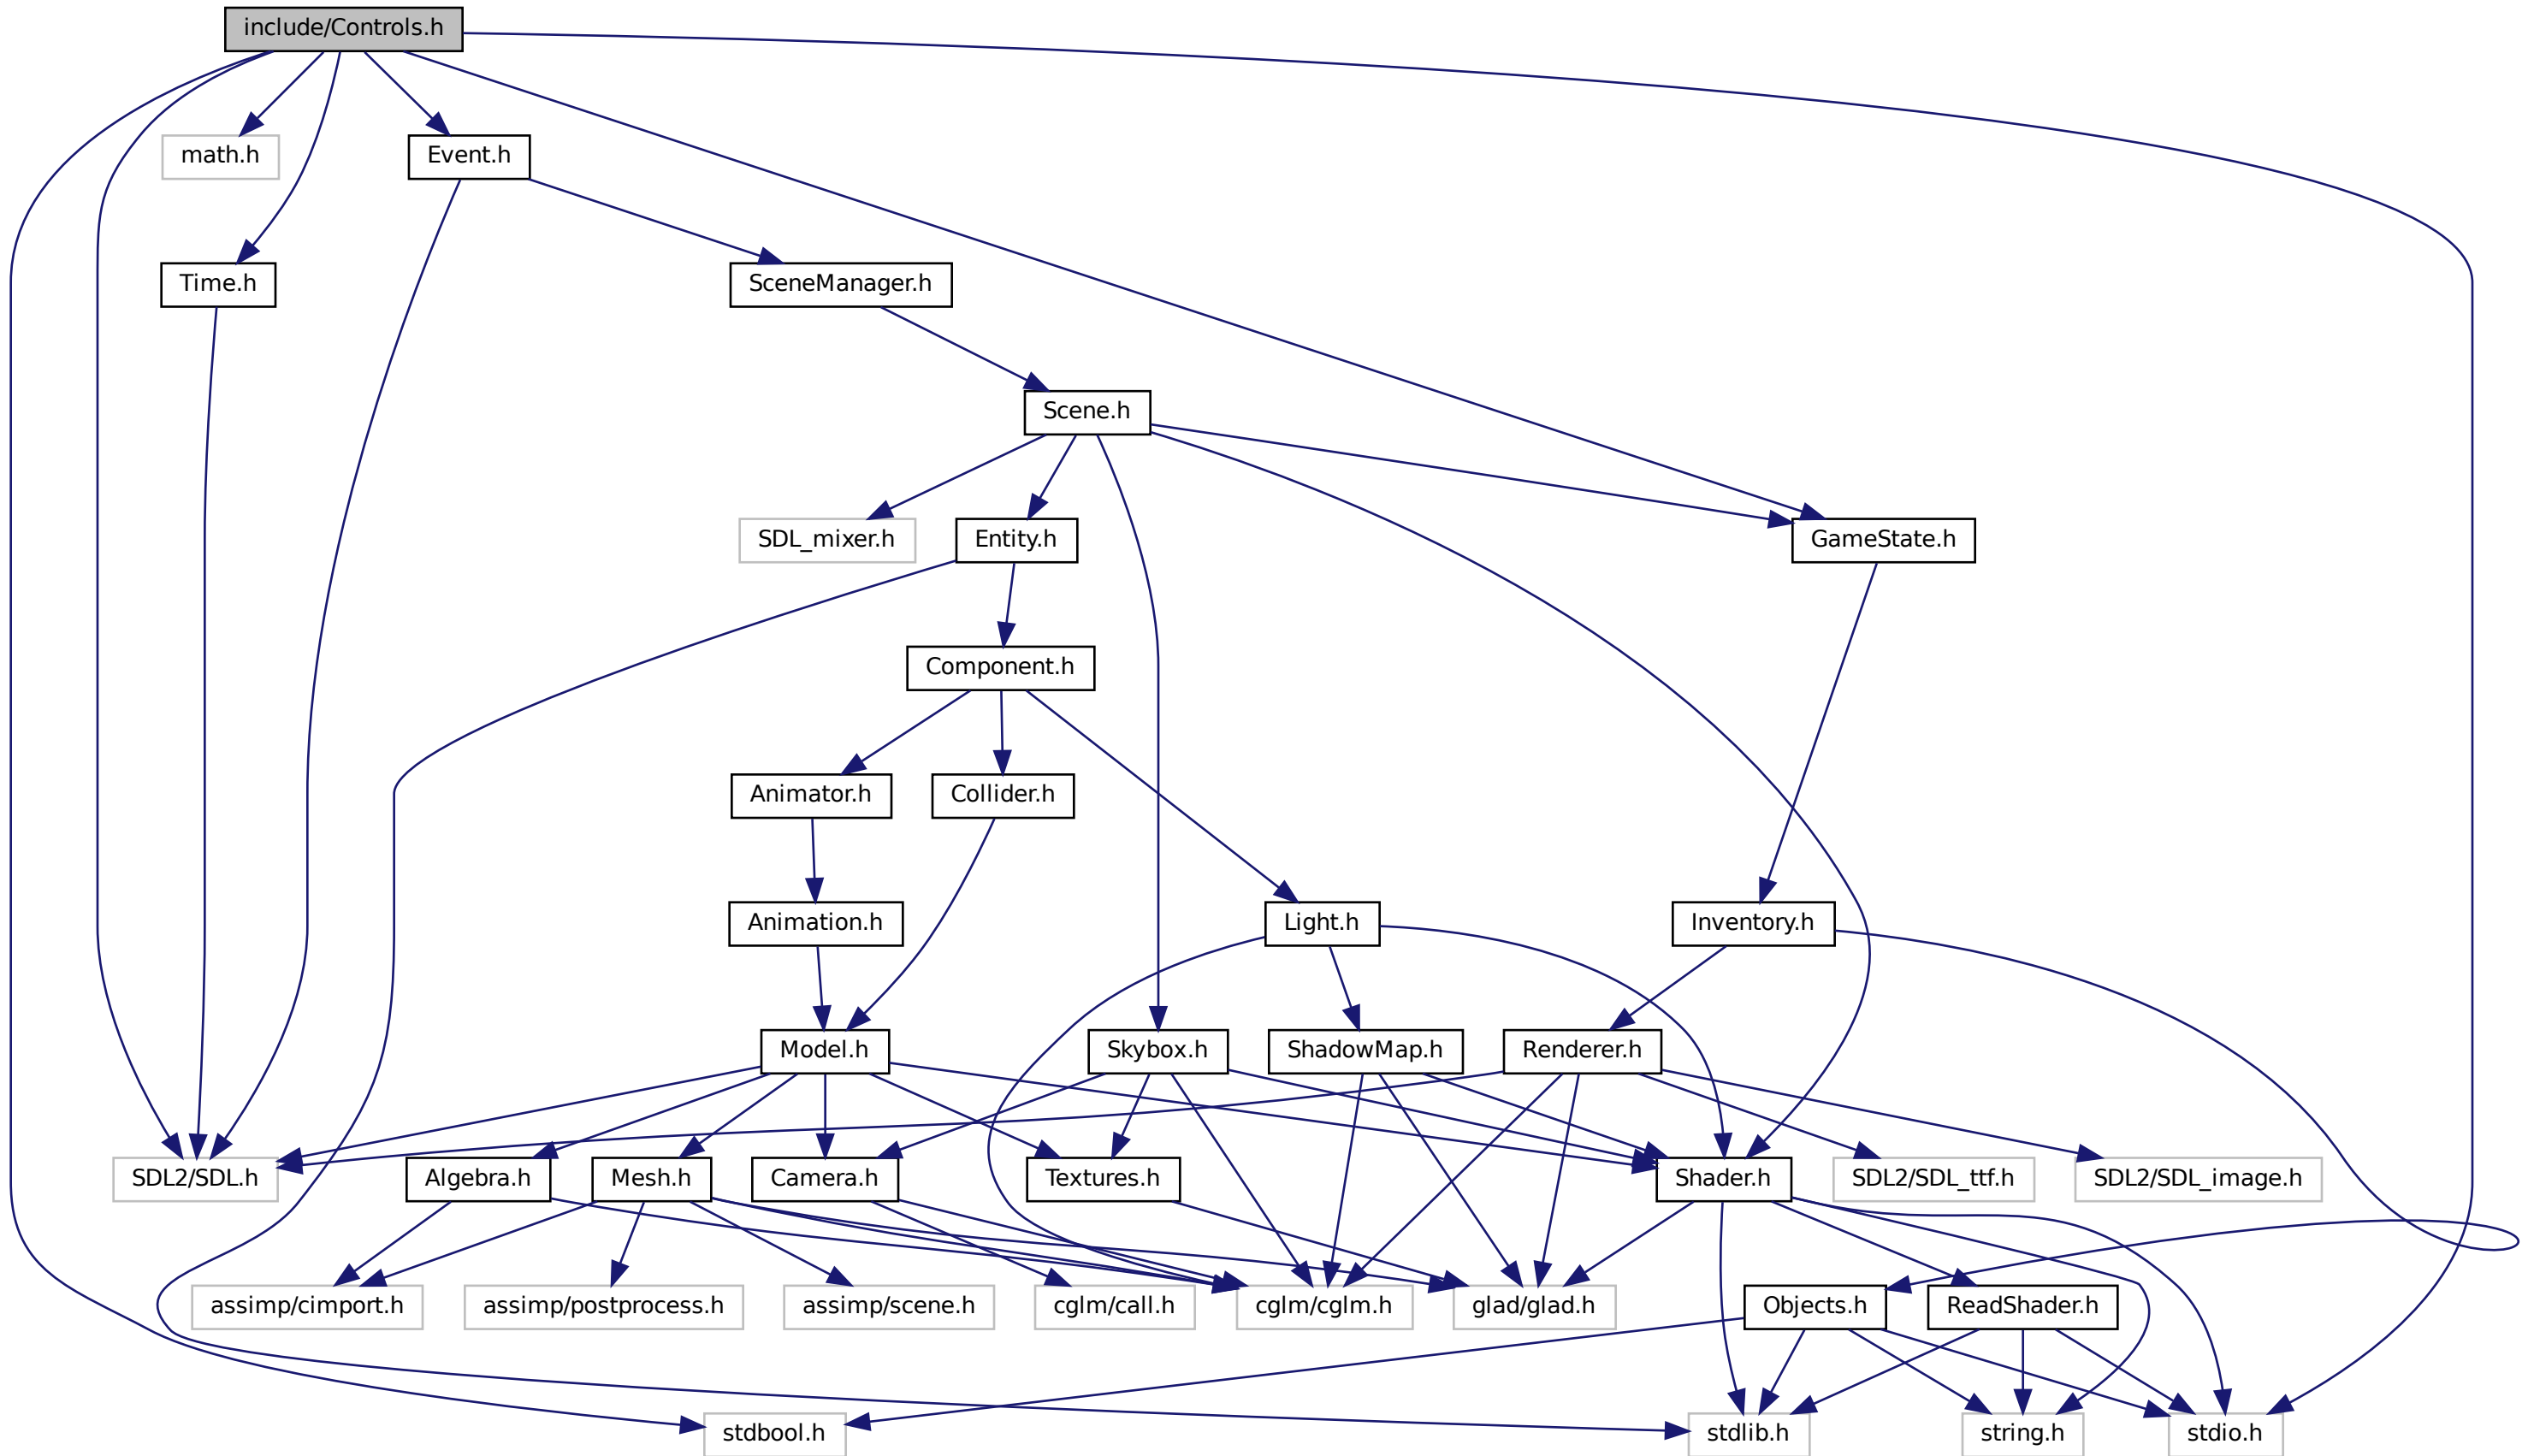 include/Controls.h
math.h
Event.h
Time.h
SceneManager.h
Scene.h
SDL_mixer.h
Entity.h
GameState.h
Component.h
Animator.h
Collider.h
Animation.h
Light.h
Inventory.h
Model.h
Skybox.h
ShadowMap.h
Renderer.h
SDL2/SDL.h
Algebra.h
Mesh.h
Camera.h
Textures.h
Shader.h
SDL2/SDL_ttf.h
SDL2/SDL_image.h
assimp/cimport.h
assimp/postprocess.h
assimp/scene.h
cglm/call.h
cglm/cglm.h
glad/glad.h
Objects.h
ReadShader.h
stdbool.h
stdlib.h
string.h
stdio.h